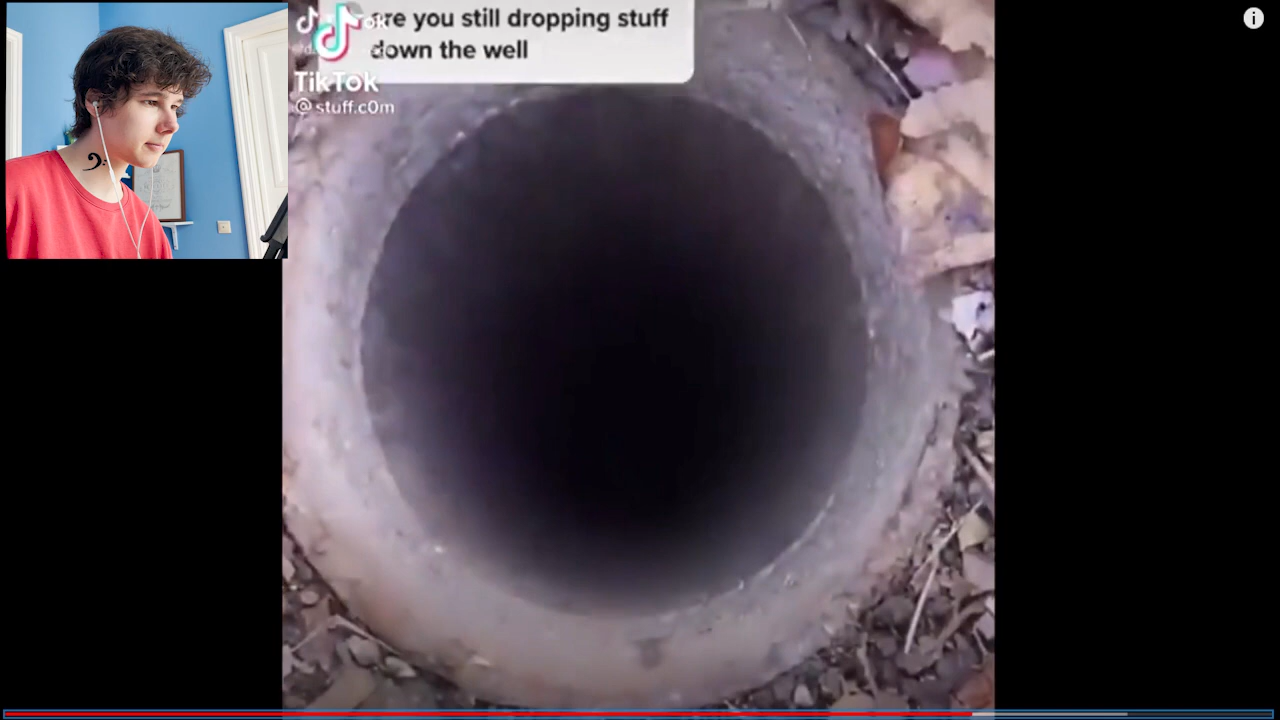 are you still dropping stuff
down the well
TikTok
@ stuff.c0m